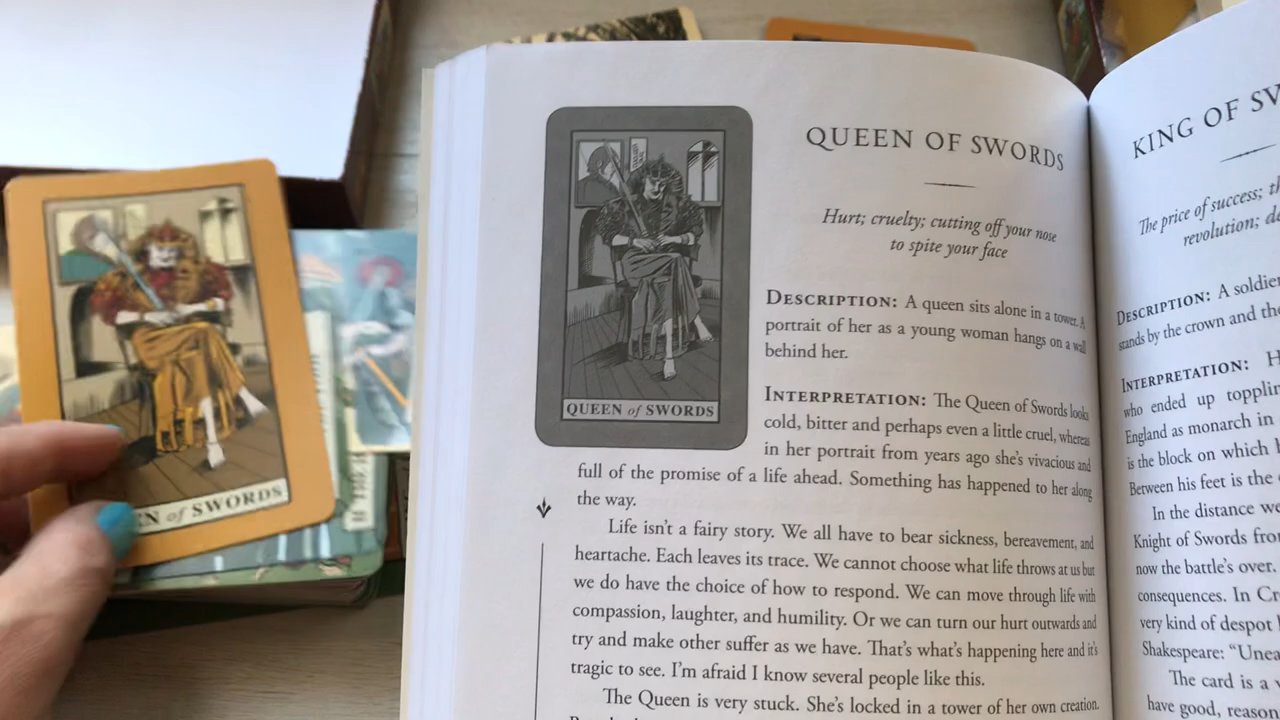 QUEEN OF SWORDS
Hurt; cruelty; cutting off your nose
to spite your face
DESCRIPTION: A queen sits alone in a tower. A
portrait of her as a young woman hangs on a wall
behind her.
INTERPRETATION: The Queen of Swords looks
cold, bitter and perhaps even a little cruel, whereas
in her portrait from years ago she's vivacious and
full of the promise of a life ahead. Something has happened to her along
the way.
Life isn't a fairy story. We all have to bear sickness, bereavement, and
heartache. Each leaves its trace. We cannot choose what life throws at us but
we do have the choice of how to respond. We can move through life with
compassion, laughter, and humility. Or we can turn our hurt outwards and
try and make other suffer as we have. That's what's happening here and it's
tragic to see. I'm afraid I know several people like this.
The Queen is very stuck. She's locked in a tower of her own creation.
QUEEN of SWORDS
of SWORDS
KING OF
The price of success;
revolution;
DESCRIPTION: A soldier
stands by the crown and the
INTERPRETATION:
who ended up
England as monarch in
is the block on which
Between his feet is the
In the distance we
Knight of Swords
now the battle's over.
consequences. In
very kind of despot
Shakespeare:
The card is a
have good, reason